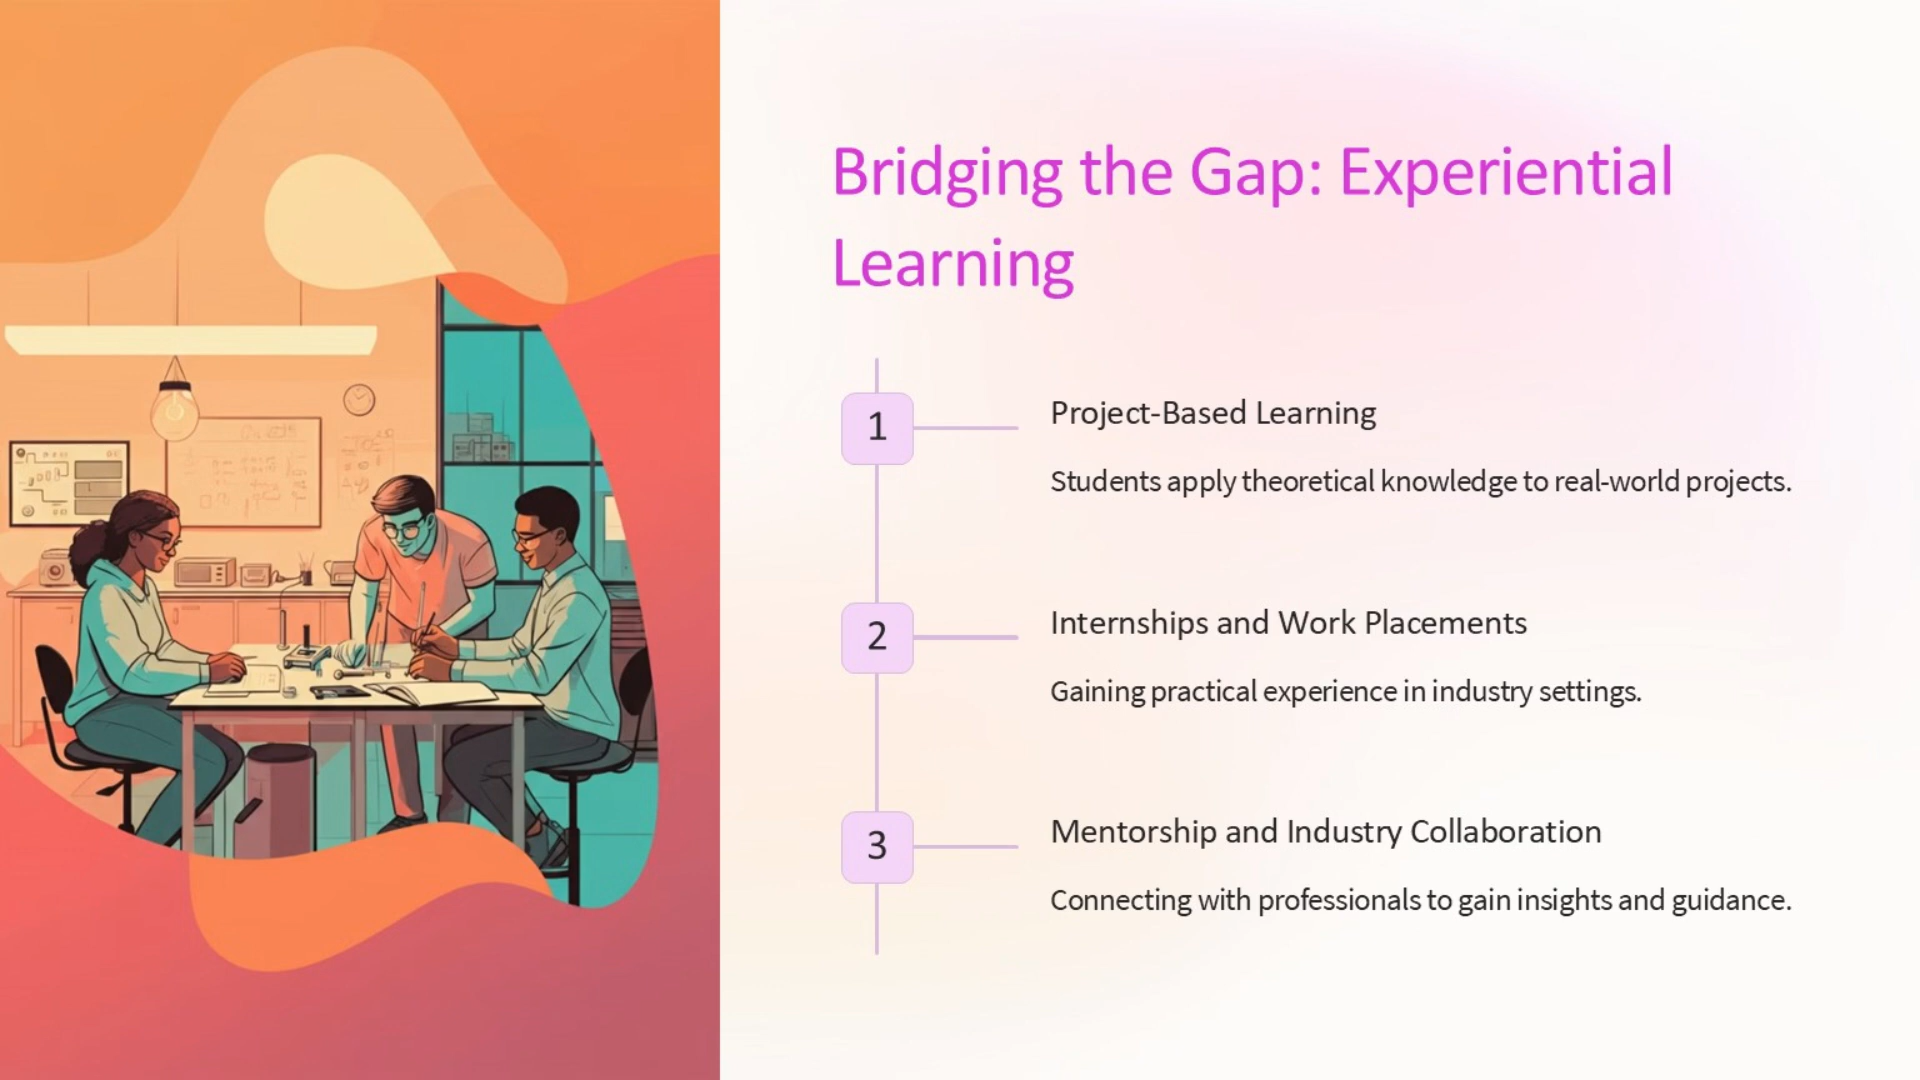 Bridging the Gap: Experiential
Learning
1
Project-Based Learning
Students apply theoretical knowledge to real-world projects.
2
Internships and Work Placements
Gaining practical experience in industry settings.
3
Mentorship and Industry Collaboration
Connecting with professionals to gain insights and guidance.